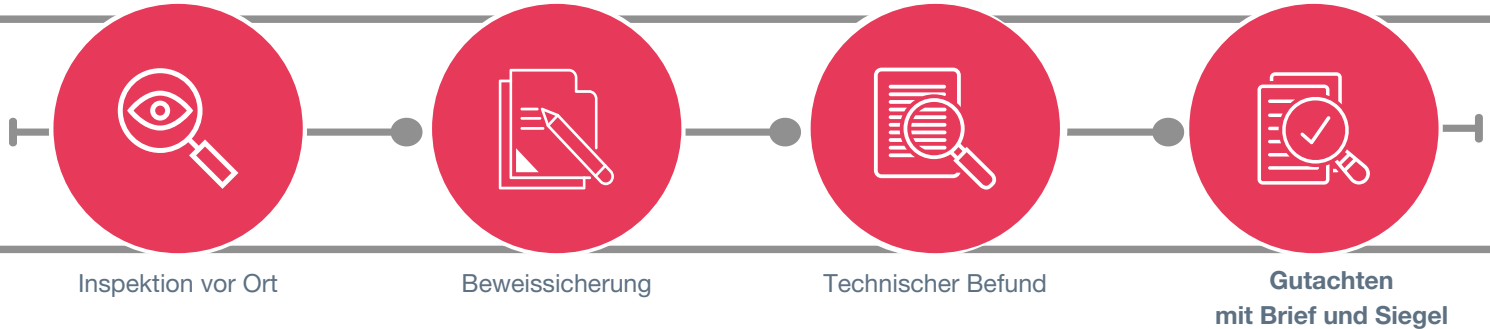 Inspektion vor Ort
Beweissicherung
Technischer Befund
Gutachten
mit Brief und Siegel